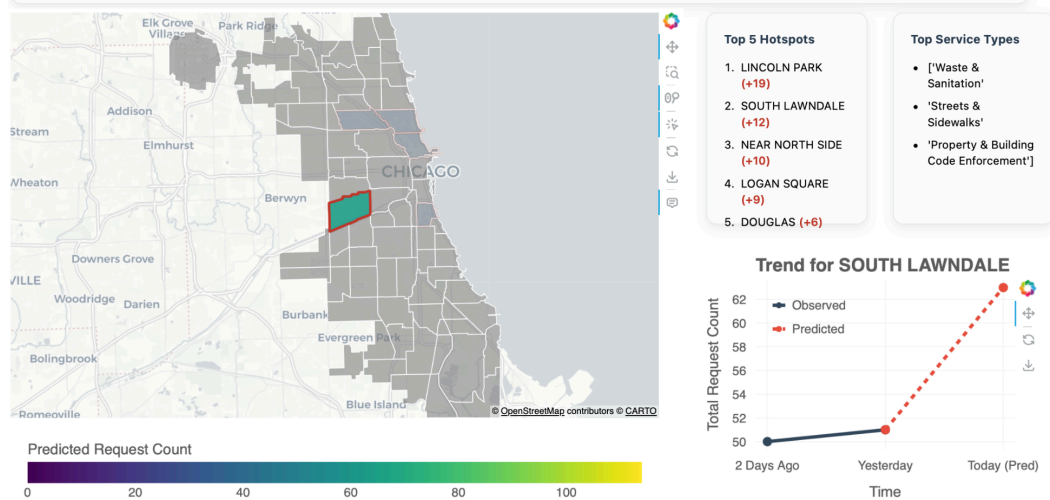 Elk Grove
Village
Park Ridge
Addison
Stream
Elmhurst
Wheaton
CHICAGO
Berwyn
Downers Grove
VILLE
Woodridge
Darien
Burbank
Evergreen Park
Bolingbrook
Blue Island
Romeoville
© OpenStreetMap contributors © CARTO
Predicted Request Count
0 20 40 60 80 100
Top 5 Hotspots
1. LINCOLN PARK
(+19)
2. SOUTH LAWNDALE
(+12)
3. NEAR NORTH SIDE
(+10)
4. LOGAN SQUARE
(+9)
5. DOUGLAS (+6)
Top Service Types
• ['Waste &
Sanitation'
• 'Streets &
Sidewalks'
• 'Property & Building
Code Enforcement']
Trend for SOUTH LAWNDALE
Total Request Count
62
60
58
56
54
52
50
Observed
Predicted
2 Days Ago Yesterday Today (Pred)
Time